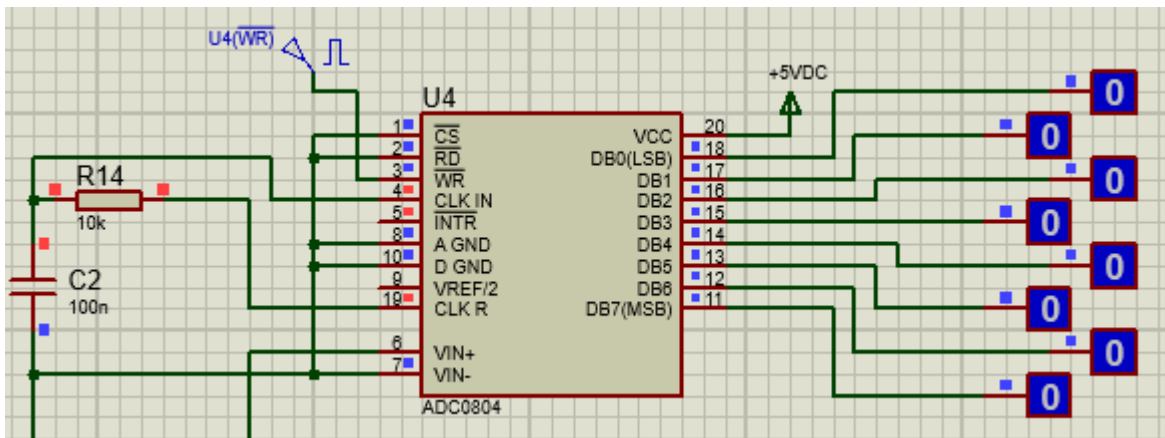 U4(WR)
+5VDC
U4
R14
10k
C2
100n
1 CS
2 RD
3 WR
4 CLK IN
5 INTR
8 A GND
10 D GND
9 VREF/2
19 CLK R
6 VIN+
7 VIN-
VCC 20
DB0(LSB) 18
DB1 17
DB2 16
DB3 15
DB4 14
DB5 13
DB6 12
DB7(MSB) 11
ADC0804
0
0
0
0
0
0
0
0